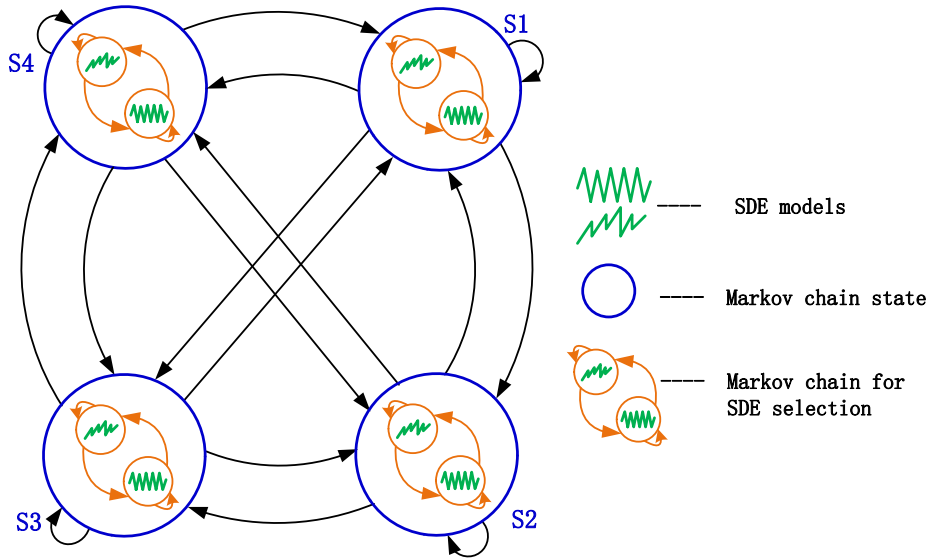 S1
S4
SDE models
Markov chain state
Markov chain for
SDE selection
S3
S2